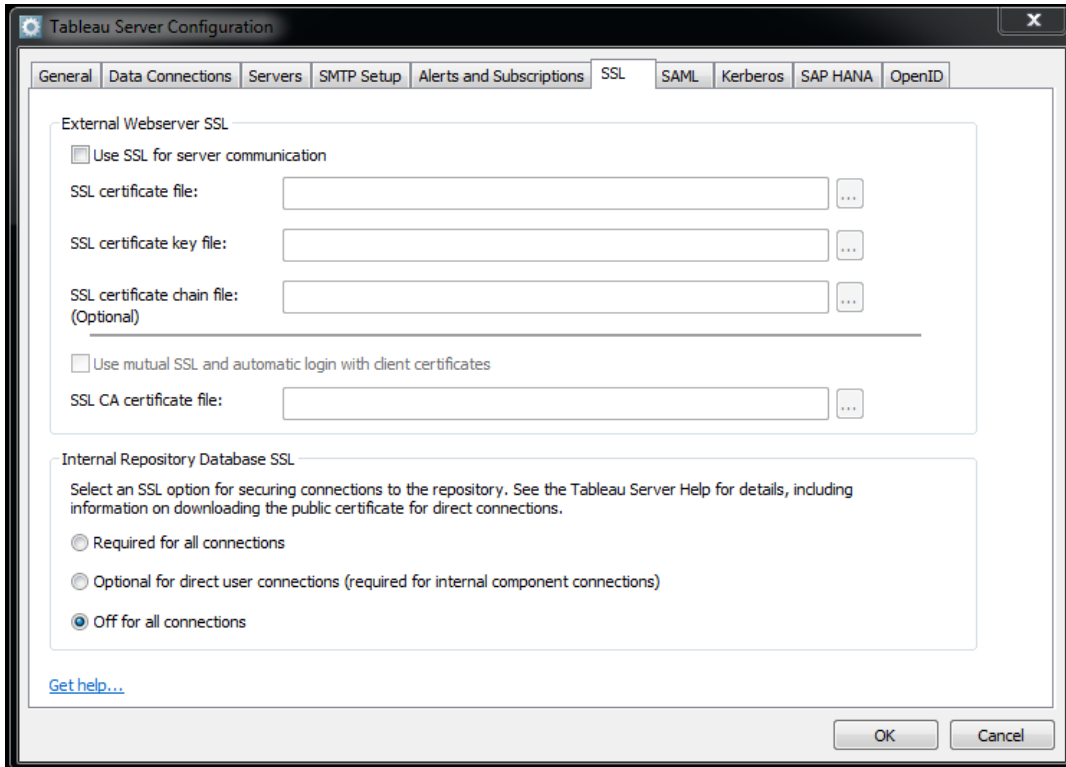 Tableau Server Configuration
x
General Data Connections Servers SMTP Setup Alerts and Subscriptions SSL SAML Kerberos SAP HANA OpenID
External Webserver SSL
Use SSL for server communication
SSL certificate file:
...
SSL certificate key file:
...
SSL certificate chain file:
(Optional)
...
Use mutual SSL and automatic login with client certificates
SSL CA certificate file:
...
Internal Repository Database SSL
Select an SSL option for securing connections to the repository. See the Tableau Server Help for details, including
information on downloading the public certificate for direct connections.
Required for all connections
Optional for direct user connections (required for internal component connections)
Off for all connections
Get help...
OK Cancel